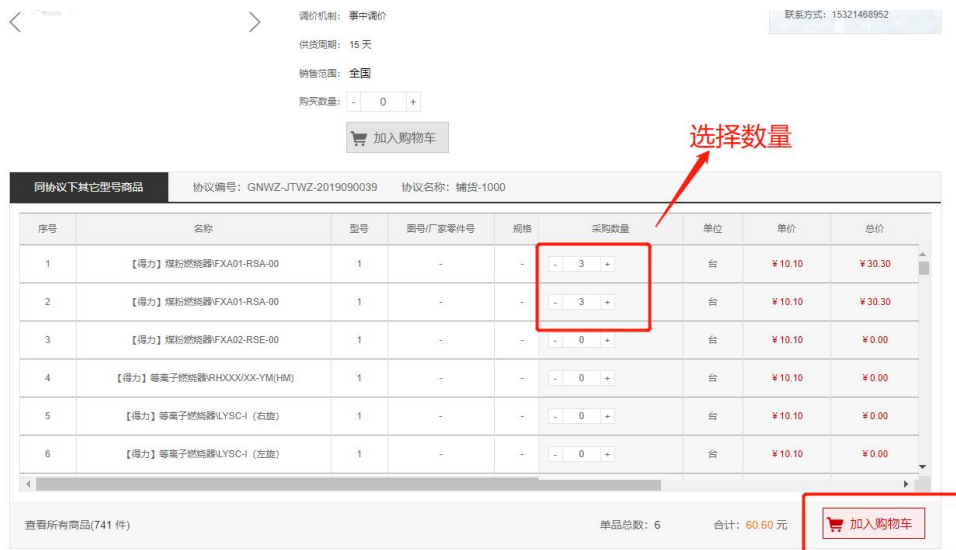 调价机制： 事中调价
联系方式：15321468952
供货周期： 15 天
销售范围： 全国
购买数量： - 0 +
加入购物车
选择数量
同协议下其它型号商品 协议编号：GNWZ-JTWZ-2019090039 协议名称：铺货-1000
序号 名称 型号 图号/厂家零件号 规格 采购数量 单位 单价 总价
1 【得力】煤粉燃烧器\FXA01-RSA-00 1 - - - 3 + 台 ¥10.10 ¥30.30
2 【得力】煤粉燃烧器\FXA01-RSA-00 1 - - - 3 + 台 ¥10.10 ¥30.30
3 【得力】煤粉燃烧器\FXA02-RSE-00 1 - - - 0 + 台 ¥10.10 ¥0.00
4 【得力】等离子燃烧器\RHXXX/XX-YM(HM) 1 - - - 0 + 台 ¥10.10 ¥0.00
5 【得力】等离子燃烧器\LYSC-I（右旋） 1 - - - 0 + 台 ¥10.10 ¥0.00
6 【得力】等离子燃烧器\LYSC-I（左旋） 1 - - - 0 + 台 ¥10.10 ¥0.00
查看所有商品(741 件) 单品总数：6 合计：60.60 元 加入购物车